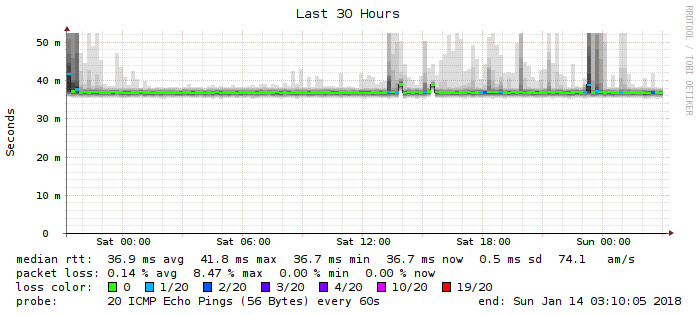 Last 30 Hours
RRDTOOL / TOBI OETIKER
Seconds
50 m
40 m
30 m
20 m
10 m
0
Sat 00:00 Sat 06:00 Sat 12:00 Sat 18:00 Sun 00:00
median rtt: 36.9 ms avg 41.8 ms max 36.7 ms min 36.7 ms now 0.5 ms sd 74.1 am/s
packet loss: 0.14 % avg 8.47 % max 0.00 % min 0.00 % now
loss color: 0 1/20 2/20 3/20 4/20 10/20 19/20
probe: 20 ICMP Echo Pings (56 Bytes) every 60s end: Sun Jan 14 03:10:05 2018